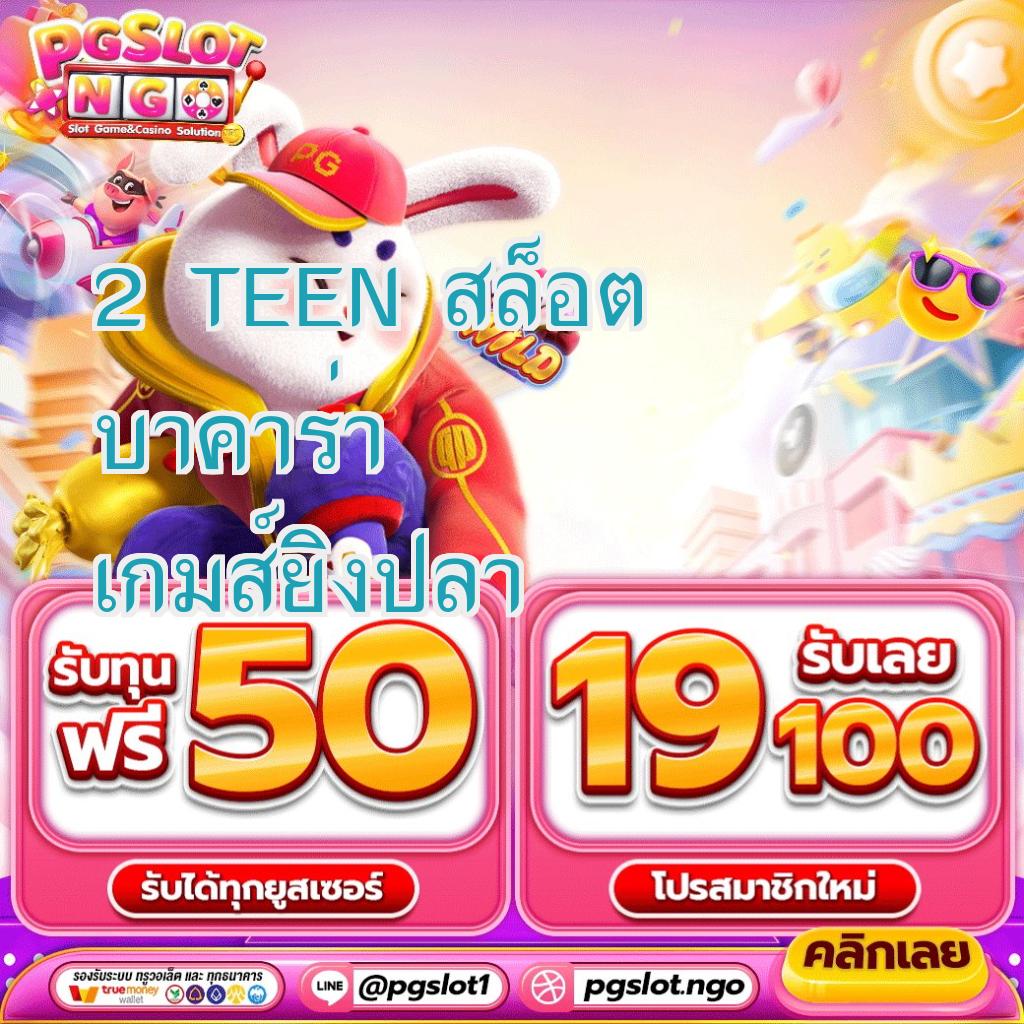 PGSLOT
NGO
Slot Game&Casino Solution
PG
2 TEEN สล็อต
WILD
บาคาร่า
เกมส์ยิงปลา
รับทุน
ฟรี 50
19 รับเลย
100
รับได้ทุกยูสเซอร์
โปรสมาชิกใหม่
คลิกเลย
รองรับระบบ ทรูวอเล็ต และ ทุกธนาคาร
truemoney
wallet
LINE @pgslot1
pgslot.ngo